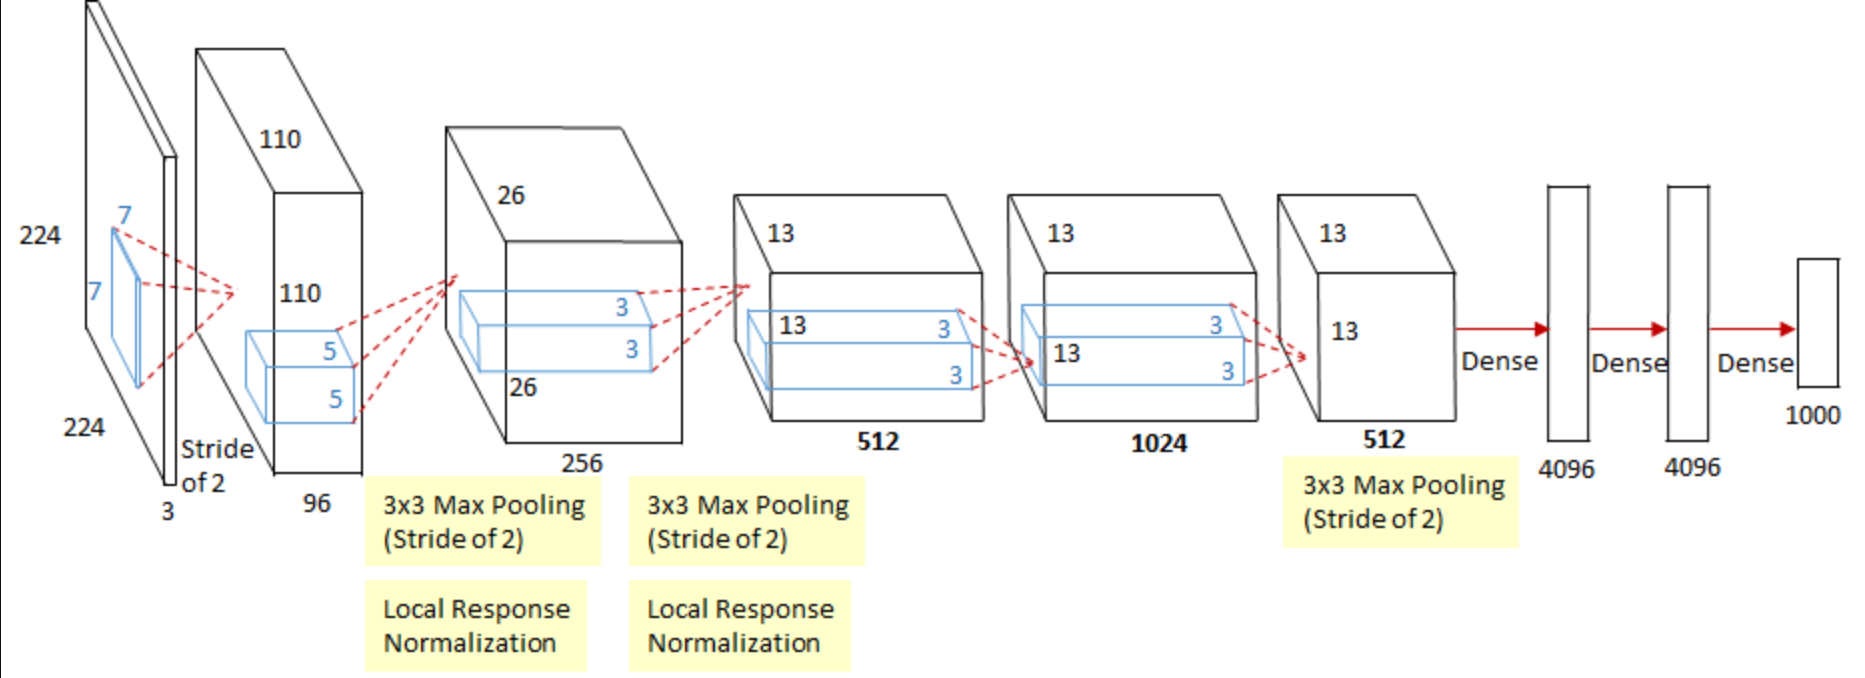 224
7
7
224
3
Stride
of 2
110
110
5
5
96
3x3 Max Pooling
(Stride of 2)
Local Response
Normalization
26
3
3
26
256
3x3 Max Pooling
(Stride of 2)
Local Response
Normalization
13
13
3
3
512
13
3
13
3
1024
13
13
512
3x3 Max Pooling
(Stride of 2)
Dense
4096
Dense
4096
Dense
1000